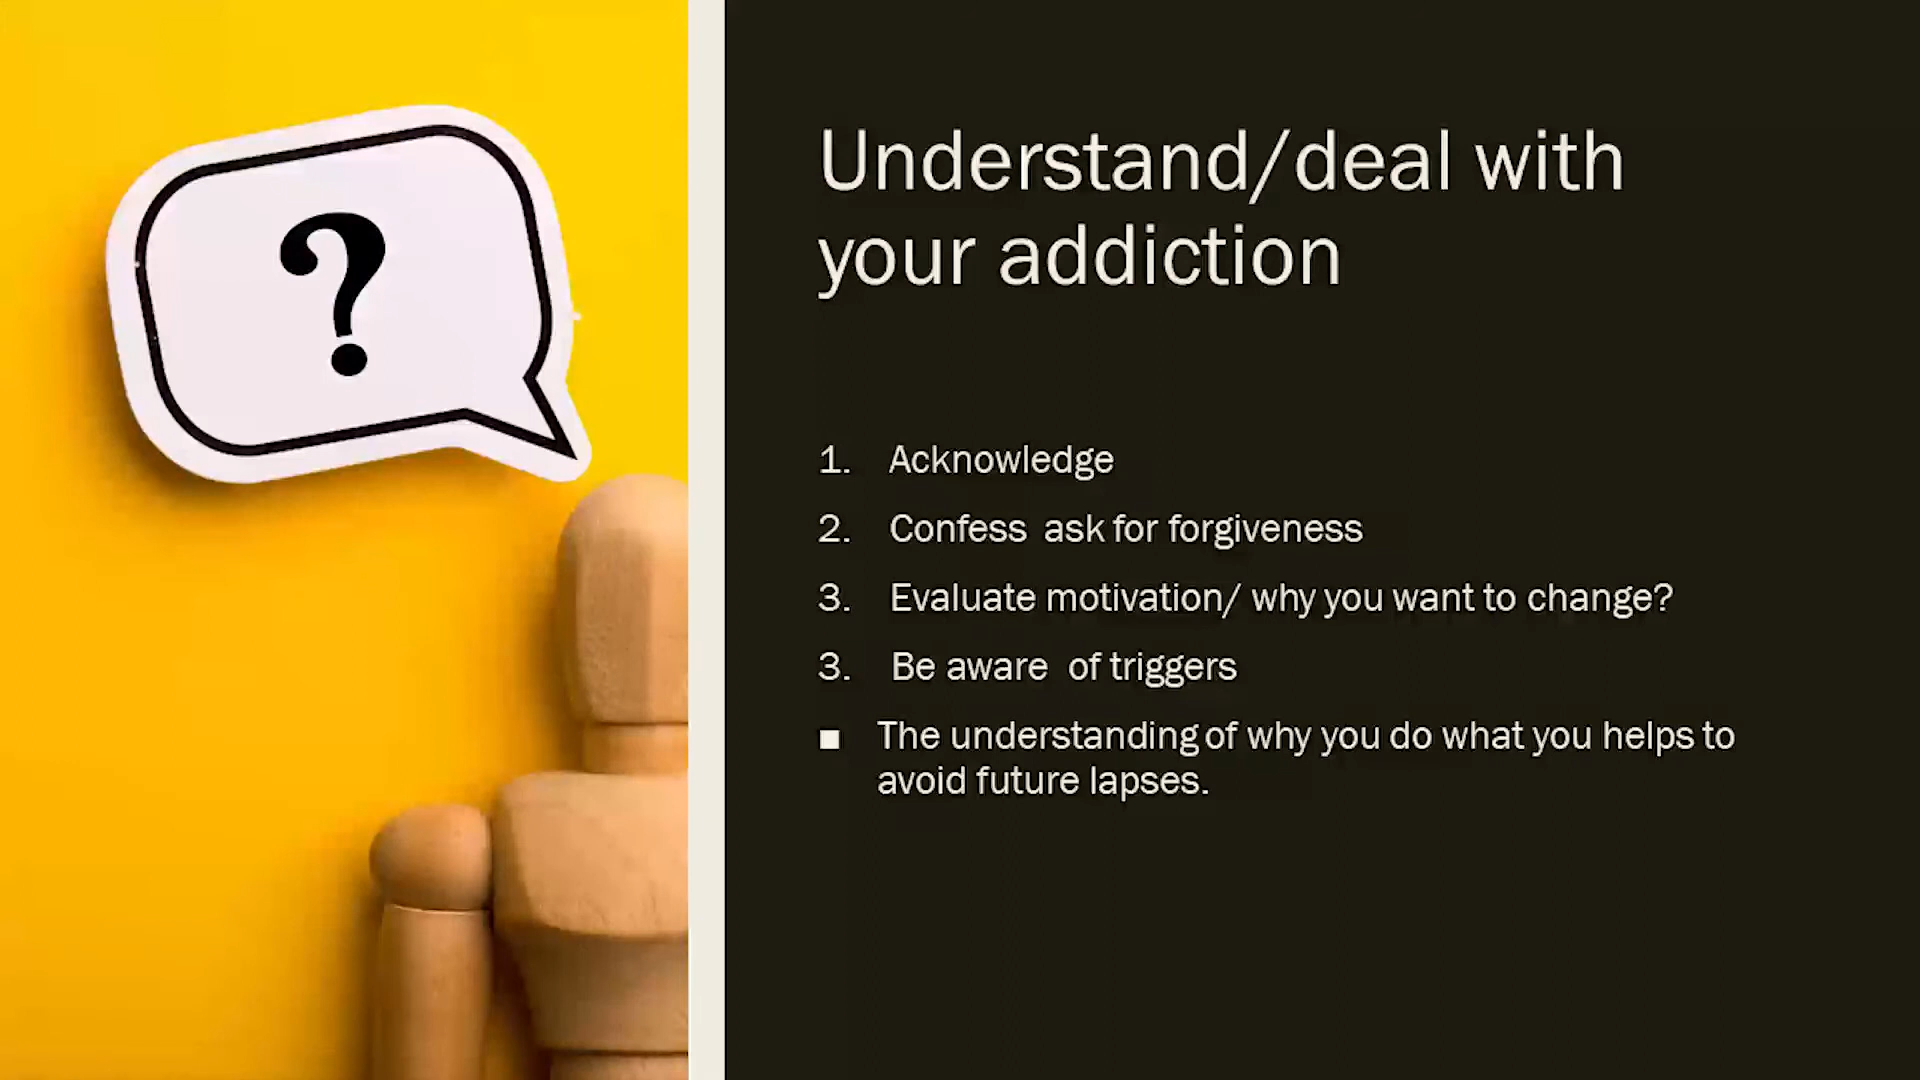 ?
Understand/deal with
your addiction
1. Acknowledge
2. Confess ask for forgiveness
3. Evaluate motivation/ why you want to change?
3. Be aware of triggers
■ The understanding of why you do what you helps to
avoid future lapses.